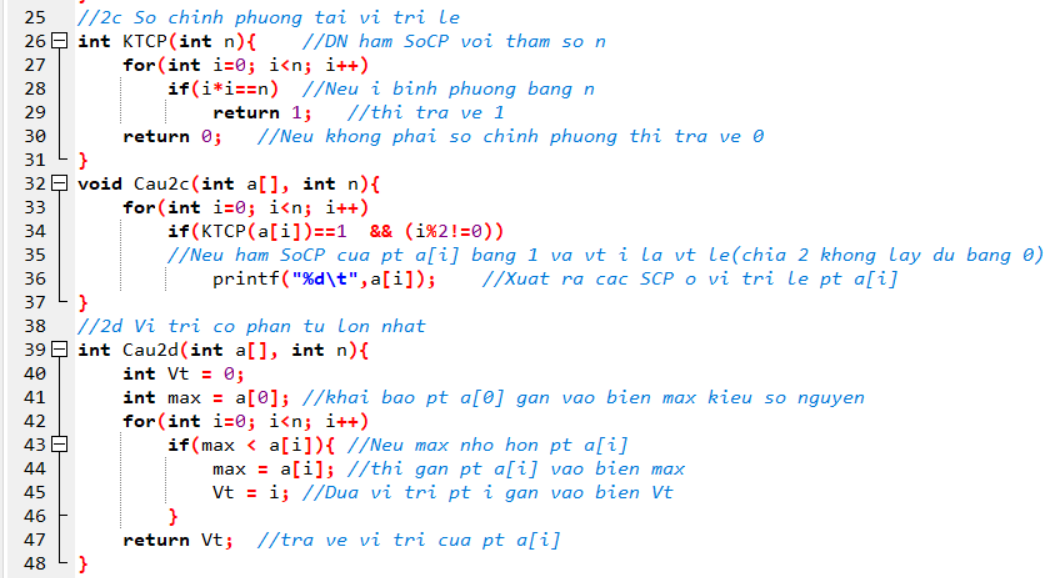 25 //2c So chinh phuong tai vi tri le
26 int KTCP(int n){    //DN ham SoCP voi tham so n
27     for(int i=0; i<n; i++)
28         if(i*i==n)  //Neu i binh phuong bang n
29             return 1;   //thi tra ve 1
30     return 0;   //Neu khong phai so chinh phuong thi tra ve 0
31 }
32 void Cau2c(int a[], int n){
33     for(int i=0; i<n; i++)
34         if(KTCP(a[i])==1  && (i%2!=0))
35         //Neu ham SoCP cua pt a[i] bang 1 va vt i la vt le(chia 2 khong lay du bang 0)
36             printf("%d\t",a[i]);    //Xuat ra cac SCP o vi tri le pt a[i]
37 }
38 //2d Vi tri co phan tu lon nhat
39 int Cau2d(int a[], int n){
40     int Vt = 0;
41     int max = a[0]; //khai bao pt a[0] gan vao bien max kieu so nguyen
42     for(int i=0; i<n; i++)
43         if(max < a[i]){ //Neu max nho hon pt a[i]
44             max = a[i]; //thi gan pt a[i] vao bien max
45             Vt = i; //Dua vi tri pt i gan vao bien Vt
46         }
47     return Vt;  //tra ve vi tri cua pt a[i]
48 }